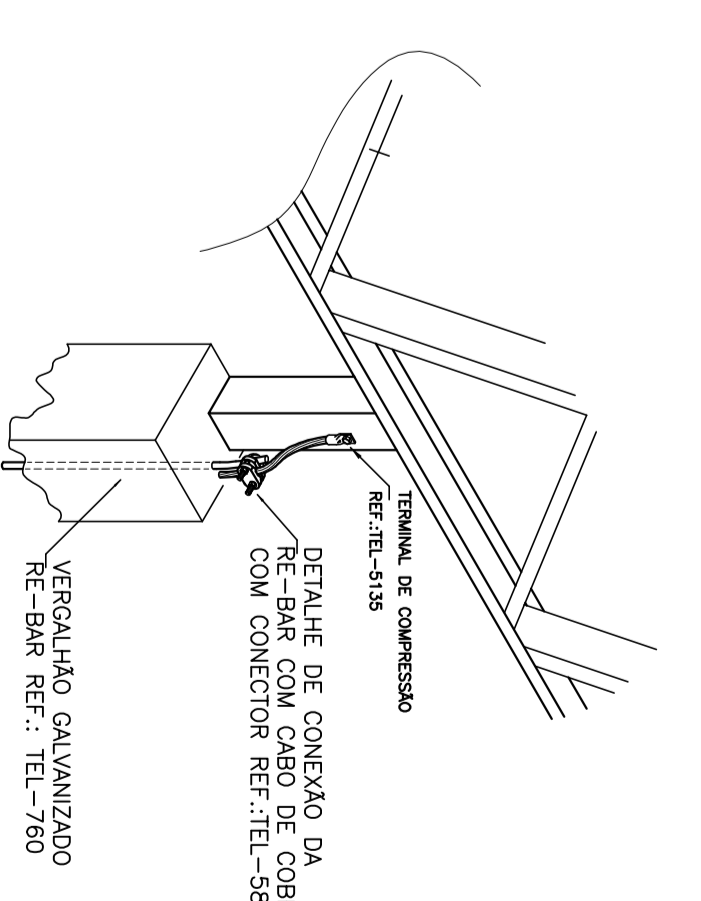 TERMINAL DE COMPRESSÃO
REF.:TEL-5135
DETALHE DE CONEXÃO DA
RE-BAR COM CABO DE COB
COM CONECTOR REF.:TEL-58
VERGALHÃO GALVANIZADO
RE-BAR REF.: TEL-760